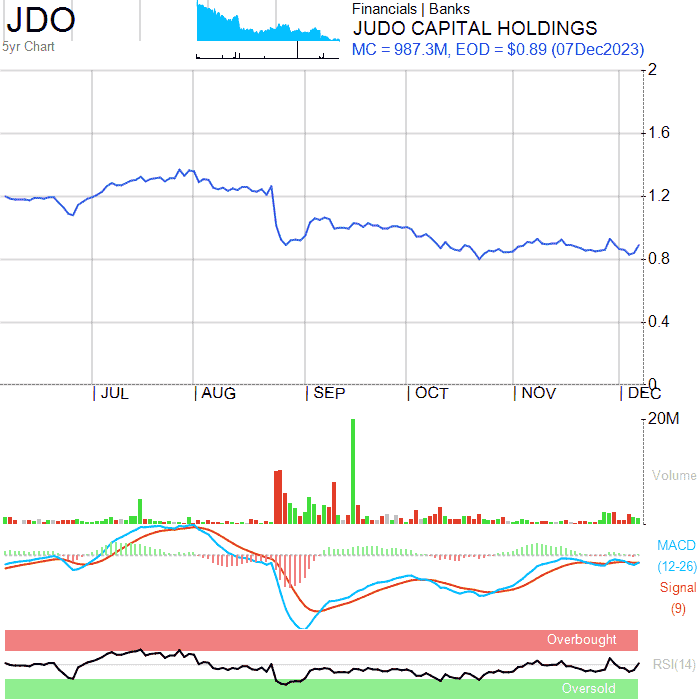 JDO
5yr Chart
Financials | Banks
JUDO CAPITAL HOLDINGS
MC = 987.3M, EOD = $0.89 (07Dec2023)
2
1.6
1.2
0.8
0.4
0
JUL AUG SEP OCT NOV DEC
20M
Volume
MACD
(12-26)
Signal
(9)
Overbought
RSI(14)
Oversold